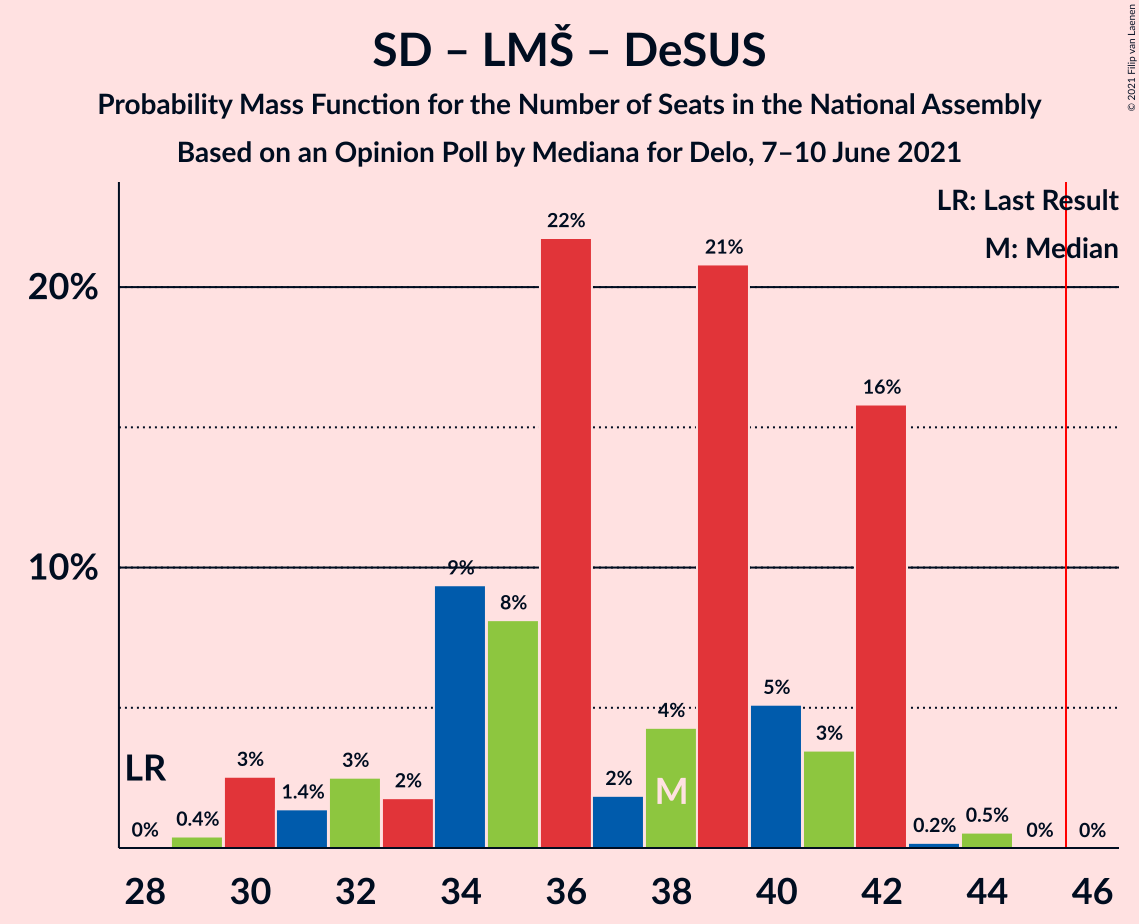 SD – LMŠ – DeSUS
Probability Mass Function for the Number of Seats in the National Assembly
Based on an Opinion Poll by Mediana for Delo, 7–10 June 2021
© 2021 Filip van Laenen
LR: Last Result
M: Median
20%
10%
LR
0%
0.4%
3%
1.4%
3%
2%
9%
8%
22%
2%
4%
M
21%
5%
3%
16%
0.2%
0.5%
0%
0%
28 30 32 34 36 38 40 42 44 46